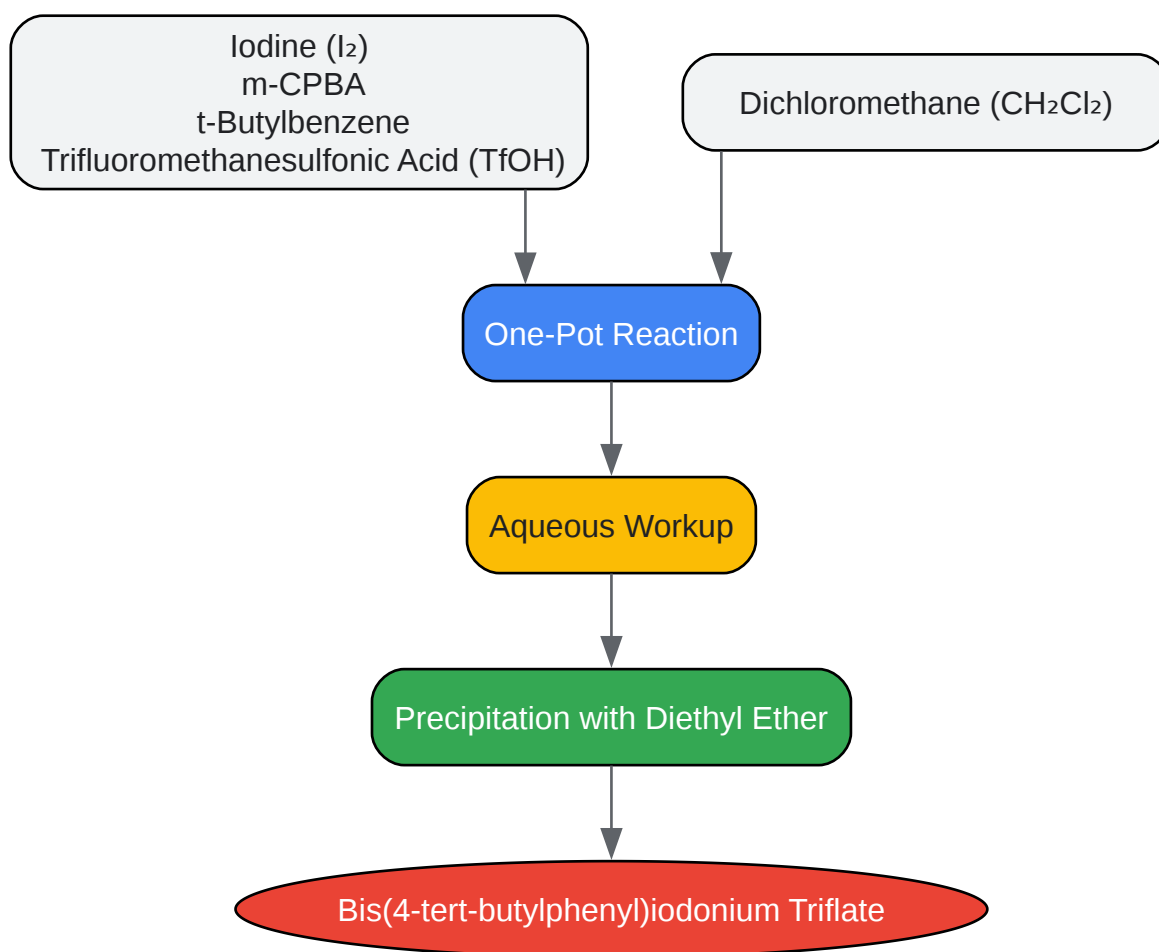 Iodine (I₂)
m-CPBA
t-Butylbenzene
Trifluoromethanesulfonic Acid (TfOH)
Dichloromethane (CH₂Cl₂)
One-Pot Reaction
Aqueous Workup
Precipitation with Diethyl Ether
Bis(4-tert-butylphenyl)iodonium Triflate